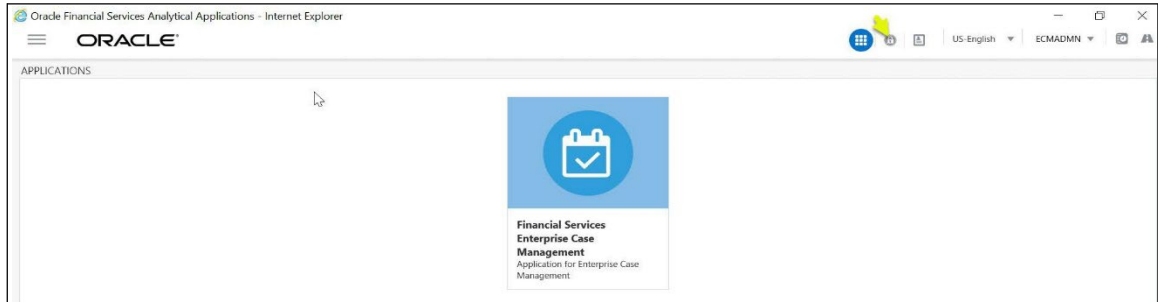 Oracle Financial Services Analytical Applications - Internet Explorer
ORACLE
US-English
ECMADMN
APPLICATIONS
Financial Services
Enterprise Case
Management
Application for Enterprise Case
Management